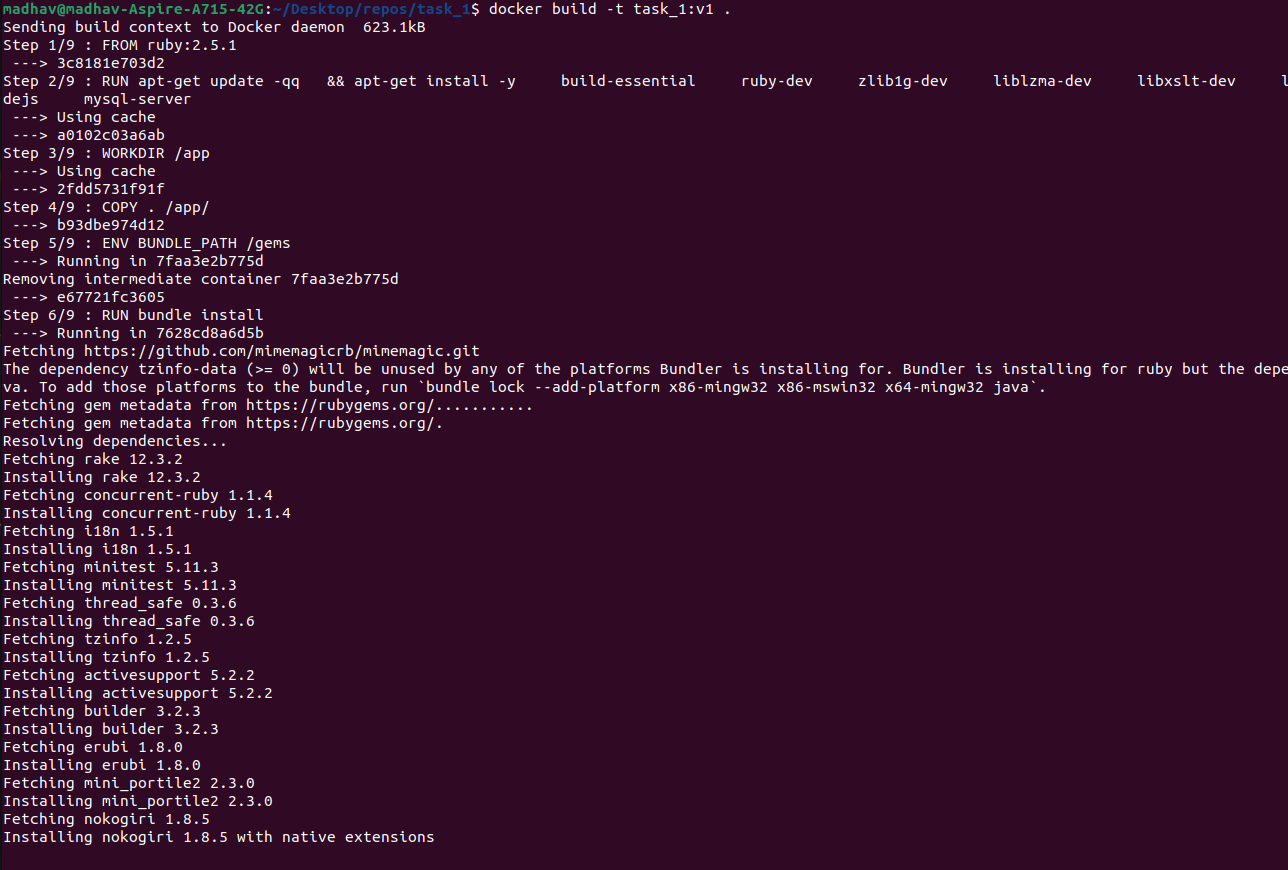 madhav@madhav-Aspire-A715-42G:~/Desktop/repos/task_1$ docker build -t task_1:v1 .
Sending build context to Docker daemon  623.1kB
Step 1/9 : FROM ruby:2.5.1
 ---> 3c8181e703d2
Step 2/9 : RUN apt-get update -qq   && apt-get install -y     build-essential     ruby-dev     zlib1g-dev     liblzma-dev     libxslt-dev
dejs     mysql-server
 ---> Using cache
 ---> a0102c03a6ab
Step 3/9 : WORKDIR /app
 ---> Using cache
 ---> 2fdd5731f91f
Step 4/9 : COPY . /app/
 ---> b93dbe974d12
Step 5/9 : ENV BUNDLE_PATH /gems
 ---> Running in 7faa3e2b775d
Removing intermediate container 7faa3e2b775d
 ---> e67721fc3605
Step 6/9 : RUN bundle install
 ---> Running in 7628cd8a6d5b
Fetching https://github.com/mimemagicrb/mimemagic.git
The dependency tzinfo-data (>= 0) will be unused by any of the platforms Bundler is installing for. Bundler is installing for ruby but the depe
va. To add those platforms to the bundle, run `bundle lock --add-platform x86-mingw32 x86-mswin32 x64-mingw32 java`.
Fetching gem metadata from https://rubygems.org/...........
Fetching gem metadata from https://rubygems.org/.
Resolving dependencies...
Fetching rake 12.3.2
Installing rake 12.3.2
Fetching concurrent-ruby 1.1.4
Installing concurrent-ruby 1.1.4
Fetching i18n 1.5.1
Installing i18n 1.5.1
Fetching minitest 5.11.3
Installing minitest 5.11.3
Fetching thread_safe 0.3.6
Installing thread_safe 0.3.6
Fetching tzinfo 1.2.5
Installing tzinfo 1.2.5
Fetching activesupport 5.2.2
Installing activesupport 5.2.2
Fetching builder 3.2.3
Installing builder 3.2.3
Fetching erubi 1.8.0
Installing erubi 1.8.0
Fetching mini_portile2 2.3.0
Installing mini_portile2 2.3.0
Fetching nokogiri 1.8.5
Installing nokogiri 1.8.5 with native extensions